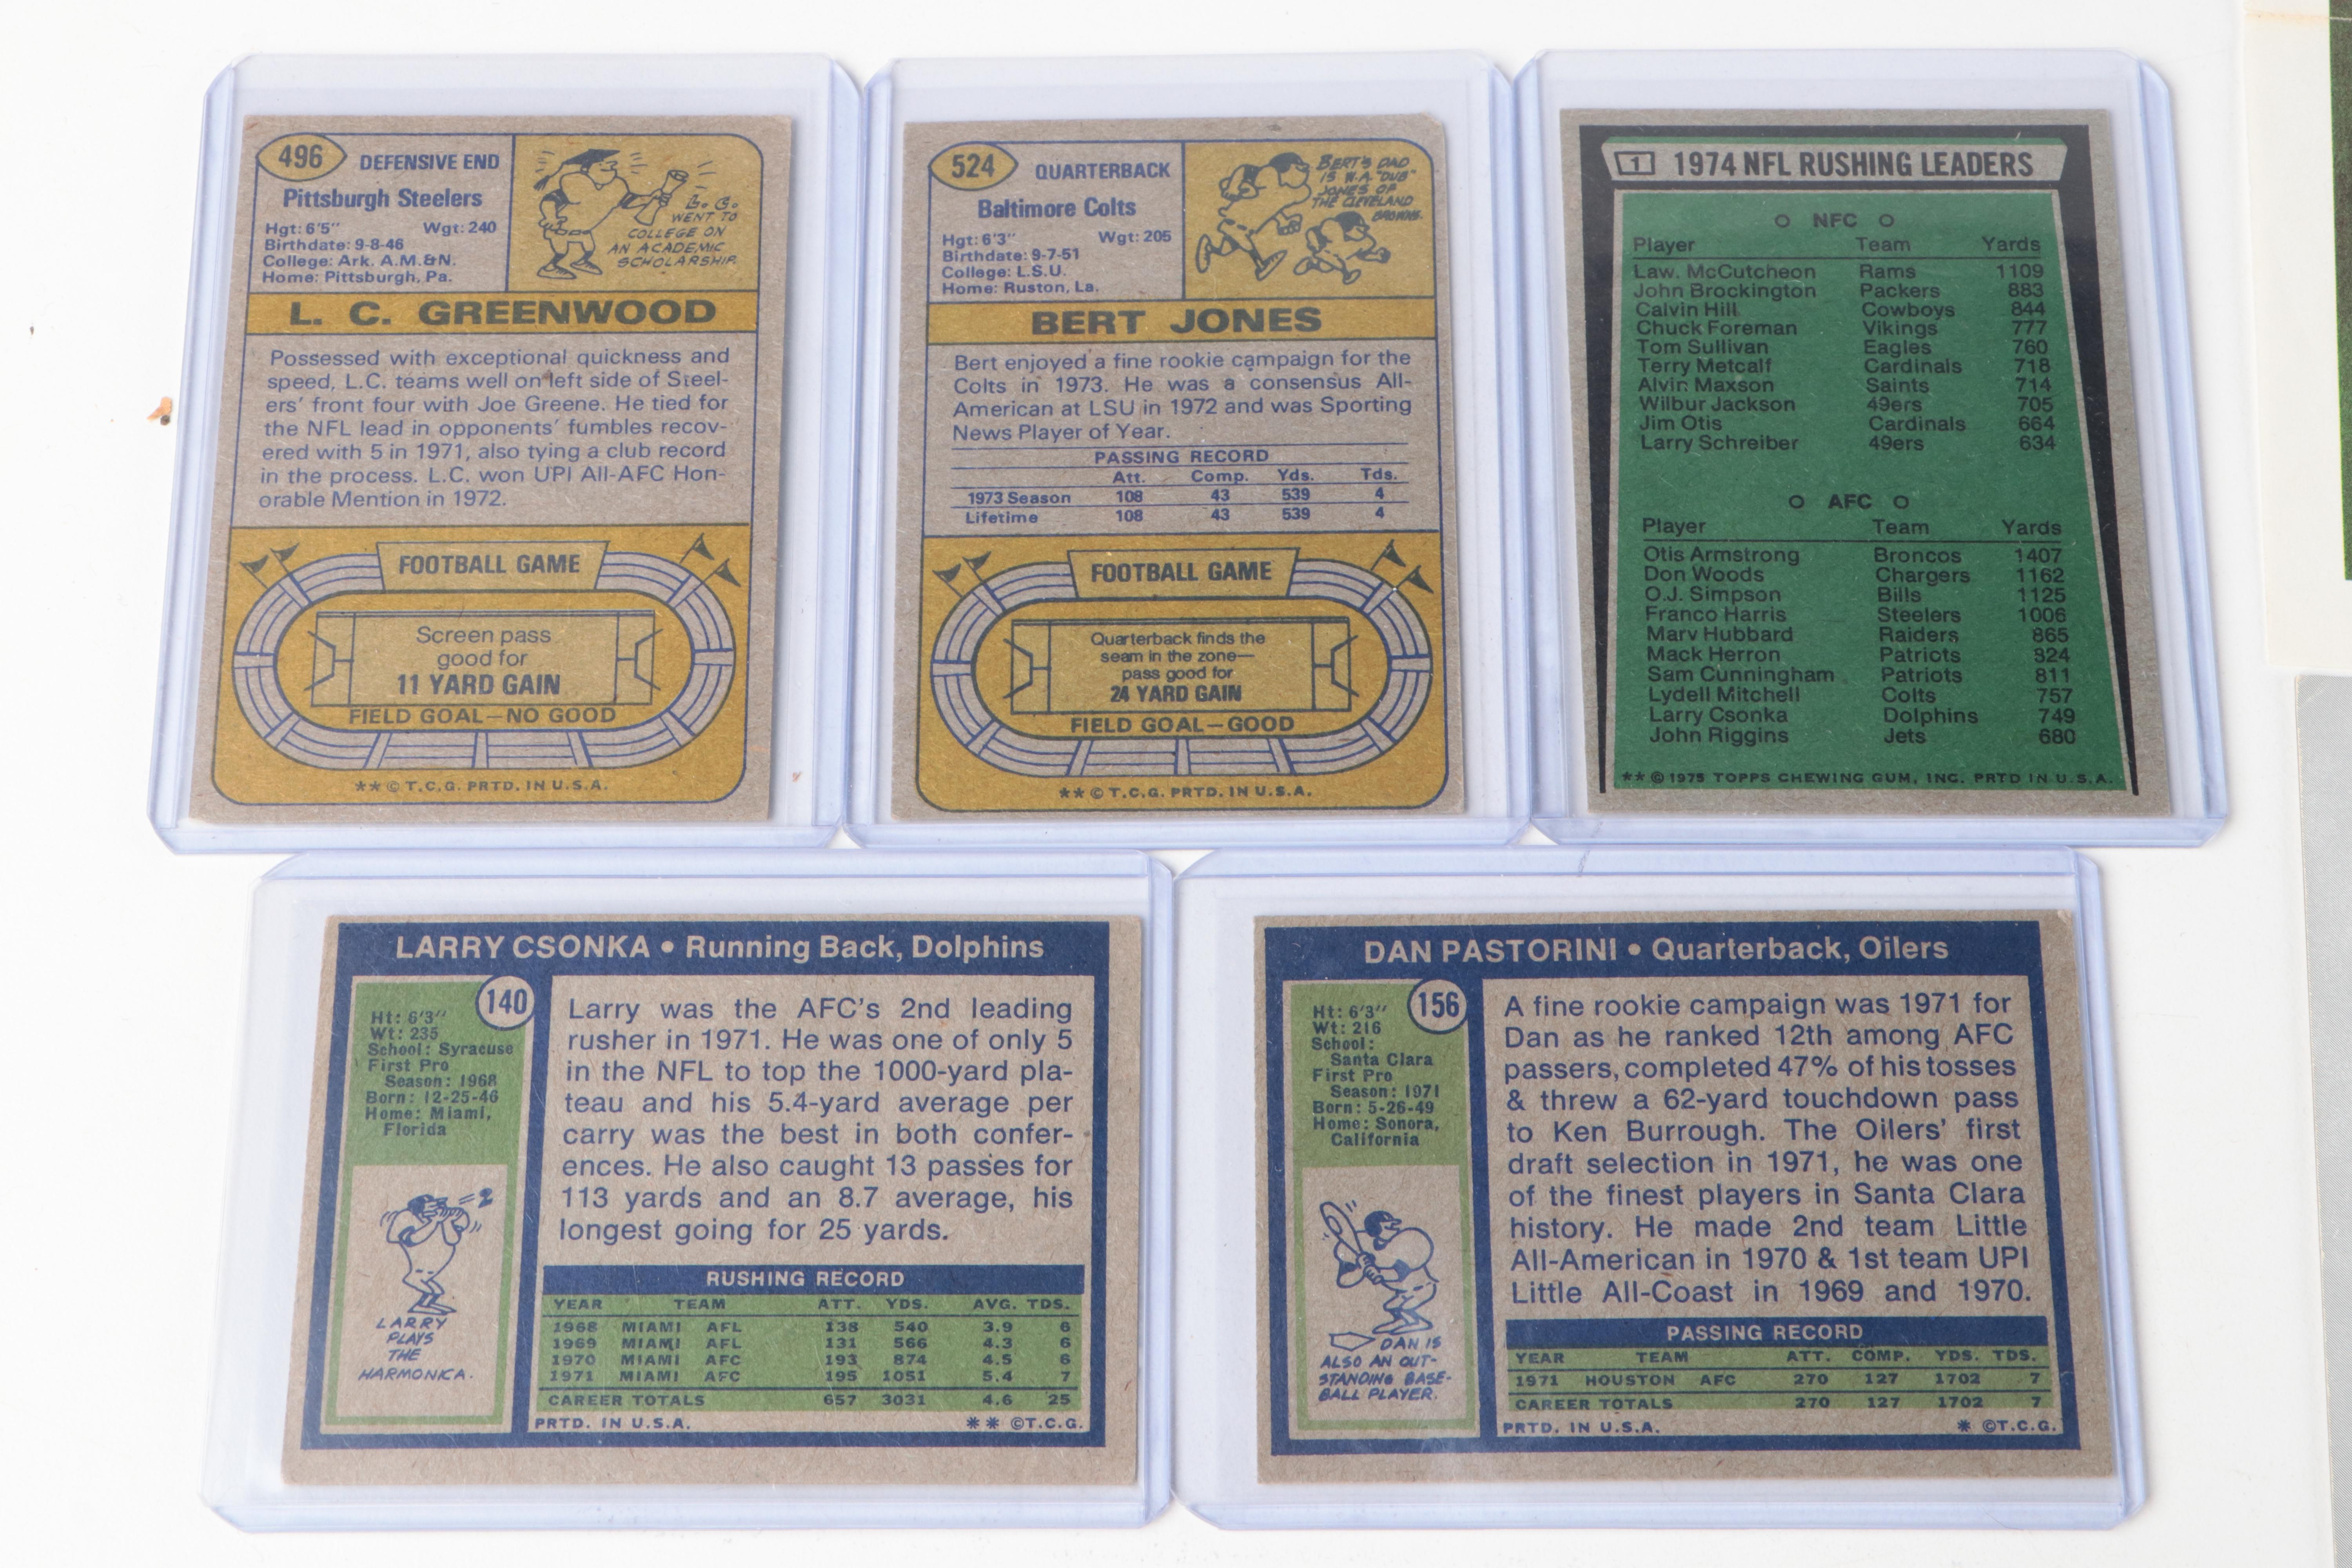 496 DEFENSIVE END
Pittsburgh Steelers
Hgt: 6'5" Wgt: 240
Birthdate: 9-8-46
College: Ark. A.M.&N.
Home: Pittsburgh, Pa.
L.C.
WENT TO
COLLEGE ON
AN ACADEMIC
SCHOLARSHIP.
L. C. GREENWOOD
Possessed with exceptional quickness and
speed, L.C. teams well on left side of Steel-
ers' front four with Joe Greene. He tied for
the NFL lead in opponents' fumbles recov-
ered with 5 in 1971, also tying a club record
in the process. L.C. won UPI All-AFC Hon-
orable Mention in 1972.
FOOTBALL GAME
Screen pass
good for
11 YARD GAIN
FIELD GOAL—NO GOOD
** © T.C.G. PRTD. IN U.S.A.
524 QUARTERBACK
Baltimore Colts
Hgt: 6'3" Wgt: 205
Birthdate: 9-7-51
College: L.S.U.
Home: Ruston, La.
BERT'S DAD
IS W.A. "DUB"
JONES OF
THE CLEVELAND
BROWNS.
BERT JONES
Bert enjoyed a fine rookie campaign for the
Colts in 1973. He was a consensus All-
American at LSU in 1972 and was Sporting
News Player of Year.
PASSING RECORD
Att. Comp. Yds. Tds.
1973 Season 108 43 539 4
Lifetime 108 43 539 4
FOOTBALL GAME
Quarterback finds the
seam in the zone—
pass good for
24 YARD GAIN
FIELD GOAL—GOOD
** © T.C.G. PRTD. IN U.S.A.
1 1974 NFL RUSHING LEADERS
NFC
Player Team Yards
Law. McCutcheon Rams 1109
John Brockington Packers 883
Calvin Hill Cowboys 844
Chuck Foreman Vikings 777
Tom Sullivan Eagles 760
Terry Metcalf Cardinals 718
Alvin Maxson Saints 714
Wilbur Jackson 49ers 705
Jim Otis Cardinals 664
Larry Schreiber 49ers 634
AFC
Player Team Yards
Otis Armstrong Broncos 1407
Don Woods Chargers 1162
O.J. Simpson Bills 1125
Franco Harris Steelers 1006
Marv Hubbard Raiders 865
Mack Herron Patriots 824
Sam Cunningham Patriots 811
Lydell Mitchell Colts 757
Larry Csonka Dolphins 749
John Riggins Jets 680
** © 1975 TOPPS CHEWING GUM, INC. PRTD IN U.S.A.
LARRY CSONKA • Running Back, Dolphins
140
Ht: 6'3"
Wt: 235
School: Syracuse
First Pro
Season: 1968
Born: 12-25-46
Home: Miami,
Florida
LARRY
PLAYS
THE
HARMONICA.
Larry was the AFC's 2nd leading
rusher in 1971. He was one of only 5
in the NFL to top the 1000-yard pla-
teau and his 5.4-yard average per
carry was the best in both confer-
ences. He also caught 13 passes for
113 yards and an 8.7 average, his
longest going for 25 yards.
RUSHING RECORD
YEAR TEAM ATT. YDS. AVG. TDS.
1968 MIAMI AFL 138 540 3.9 6
1969 MIAMI AFL 131 566 4.3 6
1970 MIAMI AFC 193 874 4.5 6
1971 MIAMI AFC 195 1051 5.4 7
CAREER TOTALS 657 3031 4.6 25
PRTD. IN U.S.A. ** ©T.C.G.
DAN PASTORINI • Quarterback, Oilers
156
Ht: 6'3"
Wt: 216
School:
Santa Clara
First Pro
Season: 1971
Born: 5-26-49
Home: Sonora,
California
DAN IS
ALSO AN OUT-
STANDING BASE-
BALL PLAYER.
A fine rookie campaign was 1971 for
Dan as he ranked 12th among AFC
passers, completed 47% of his tosses
& threw a 62-yard touchdown pass
to Ken Burrough. The Oilers' first
draft selection in 1971, he was one
of the finest players in Santa Clara
history. He made 2nd team Little
All-American in 1970 & 1st team UPI
Little All-Coast in 1969 and 1970.
PASSING RECORD
YEAR TEAM ATT. COMP. YDS. TDS.
1971 HOUSTON AFC 270 127 1702 7
CAREER TOTALS 270 127 1702 7
PRTD. IN U.S.A. * ©T.C.G.